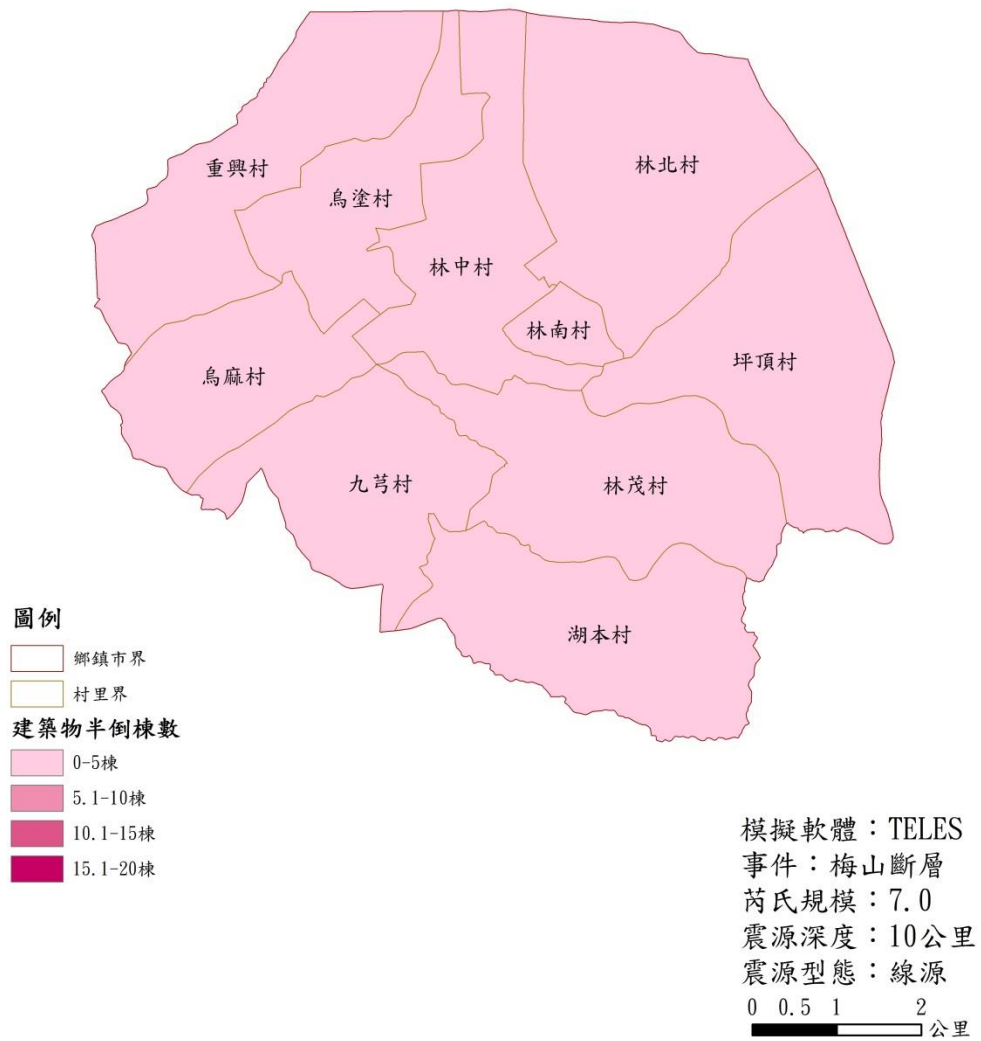 重興村
烏塗村
林北村
林中村
林南村
烏麻村
坪頂村
九芎村
林茂村
湖本村
圖例
鄉鎮市界
村里界
建築物半倒棟數
0-5棟
5.1-10棟
10.1-15棟
15.1-20棟
模擬軟體：TELES
事件：梅山斷層
芮氏規模：7.0
震源深度：10公里
震源型態：線源
0 0.5 1 2
公里